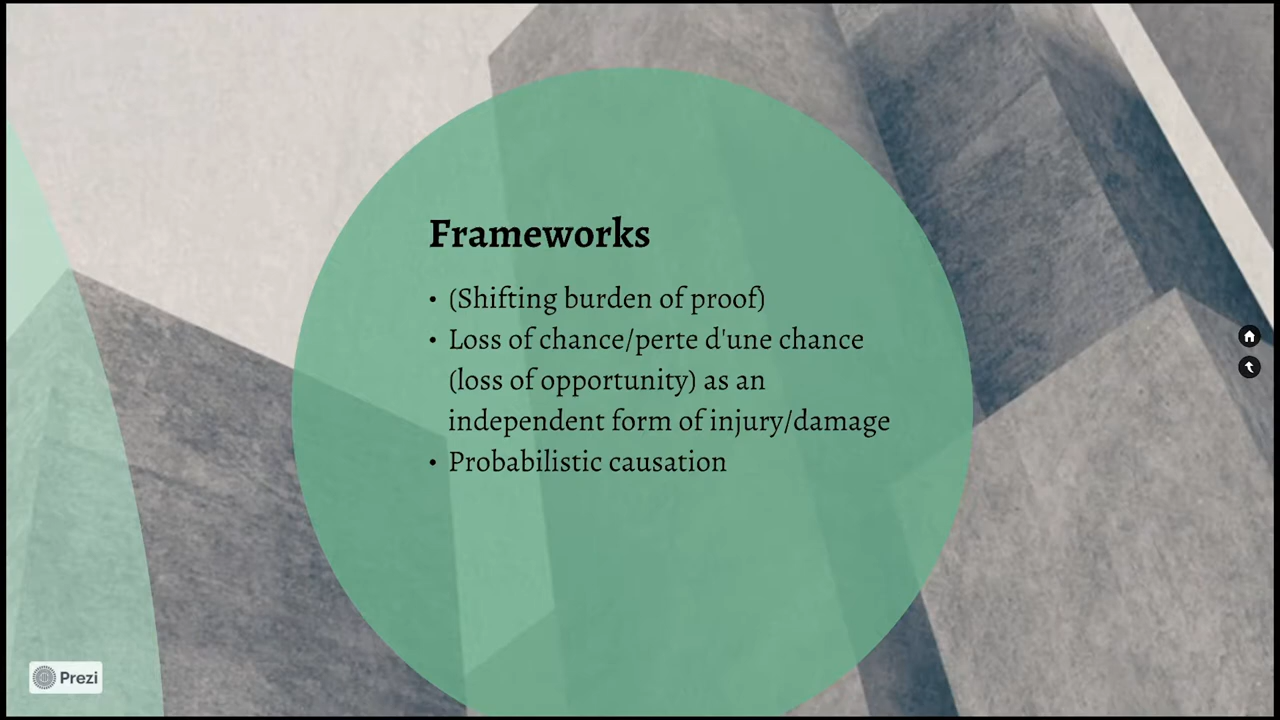 Frameworks
• (Shifting burden of proof)
• Loss of chance/perte d'une chance
(loss of opportunity) as an
independent form of injury/damage
• Probabilistic causation
Prezi